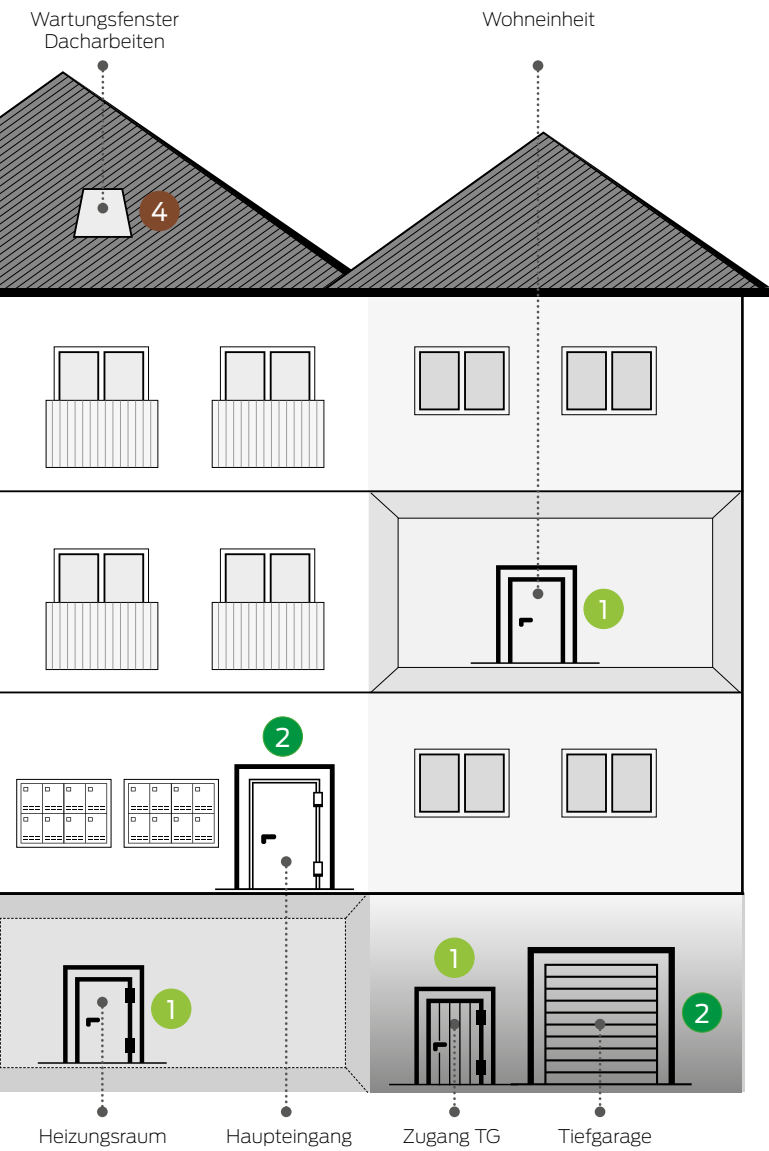 Wartungsfenster
Dacharbeiten
Wohneinheit
4
1
2
1
1
2
Heizungsraum
Haupteingang
Zugang TG
Tiefgarage